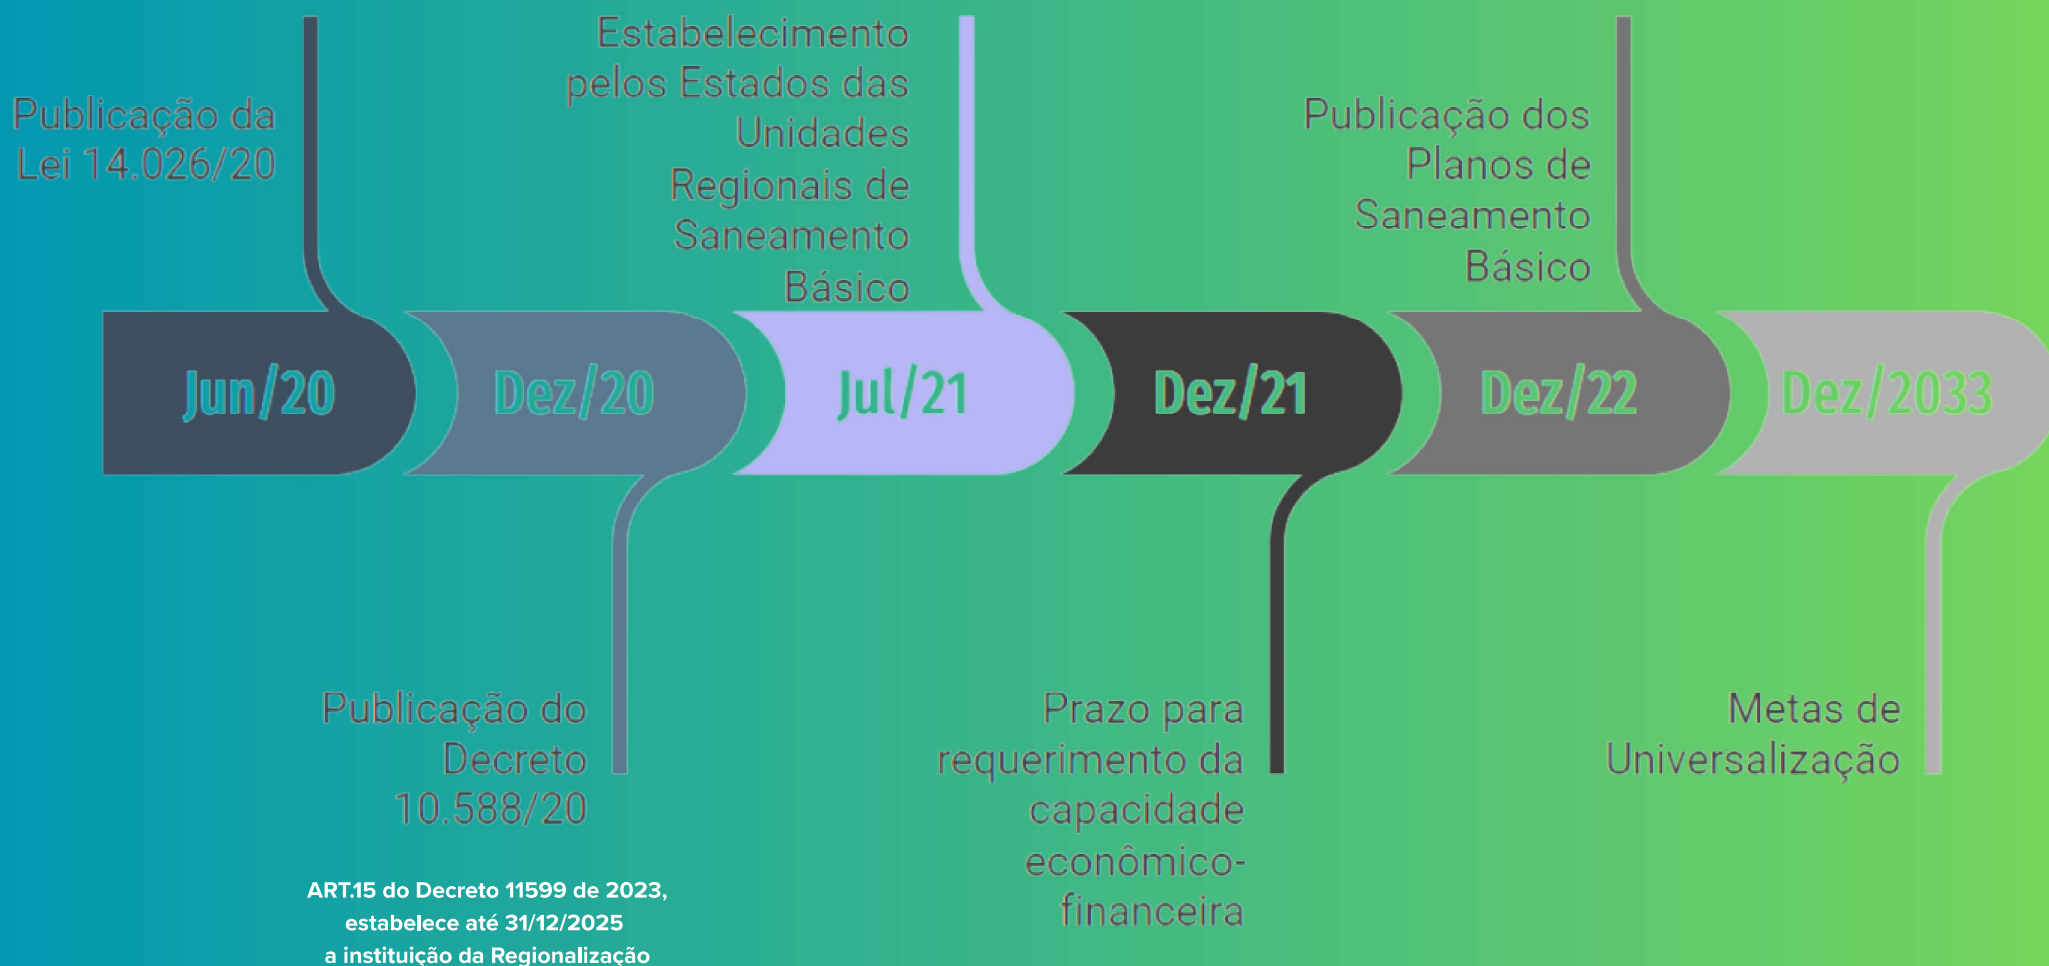 Publicação da
Lei 14.026/20
Estabelecimento
pelos Estados das
Unidades
Regionais de
Saneamento
Básico
Publicação dos
Planos de
Saneamento
Básico
Jun/20
Dez/20
Jul/21
Dez/21
Dez/22
Dez/2033
Publicação do
Decreto
10.588/20
Prazo para
requerimento da
capacidade
econômico-
financeira
Metas de
Universalização
ART.15 do Decreto 11599 de 2023,
estabelece até 31/12/2025
a instituição da Regionalização